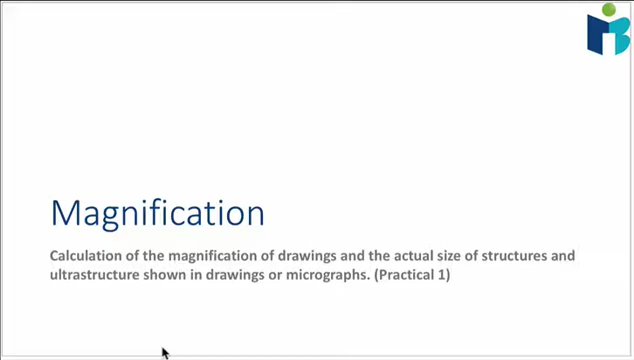 Magnification
Calculation of the magnification of drawings and the actual size of structures and
ultrastructure shown in drawings or micrographs. (Practical 1)